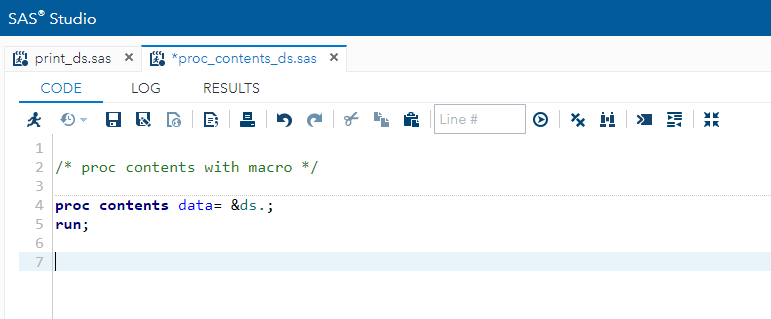 SAS® Studio
print_ds.sas × *proc_contents_ds.sas ×
CODE LOG RESULTS
Line #
1
2 /* proc contents with macro */
3
4 proc contents data= &ds.;
5 run;
6
7